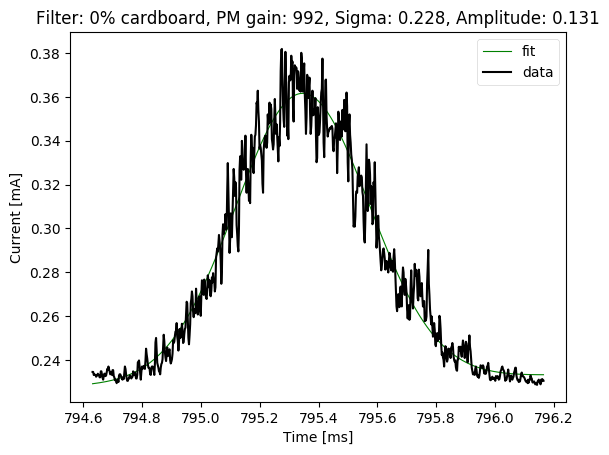 Filter: 0% cardboard, PM gain: 992, Sigma: 0.228, Amplitude: 0.131
fit
data
0.38
0.36
0.34
0.32
0.30
0.28
0.26
0.24
Current [mA]
794.6 794.8 795.0 795.2 795.4 795.6 795.8 796.0 796.2
Time [ms]